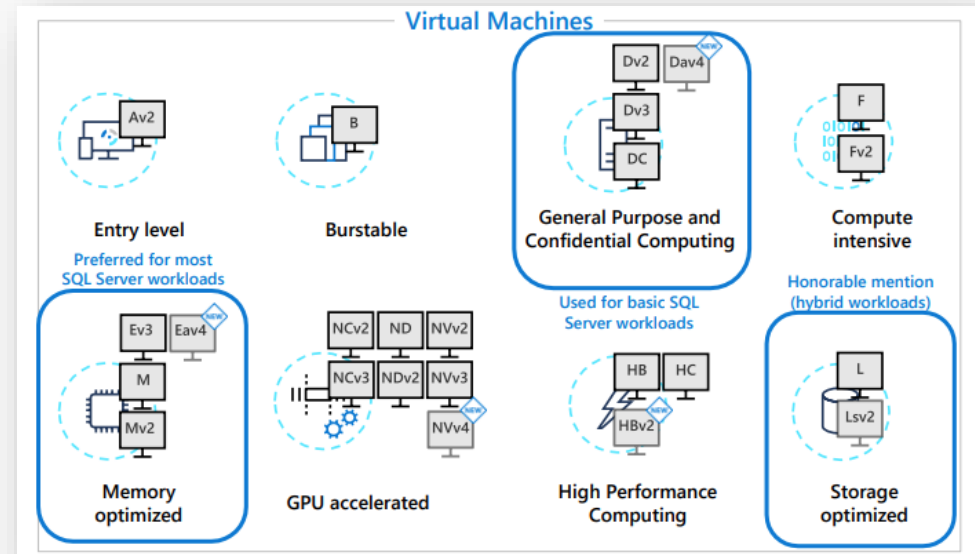 Virtual Machines
Av2
Entry level
B
Burstable
Dv2
Dav4
NEW
Dv3
DC
General Purpose and
Confidential Computing
Used for basic SQL
Server workloads
F
Fv2
Compute
intensive
Preferred for most
SQL Server workloads
Ev3
Eav4
NEW
M
Mv2
Memory
optimized
NCv2
ND
NVv2
NCv3
NDv2
NVv3
NVv4
NEW
GPU accelerated
HB
HC
HBv2
NEW
High Performance
Computing
Honorable mention
(hybrid workloads)
L
Lsv2
Storage
optimized